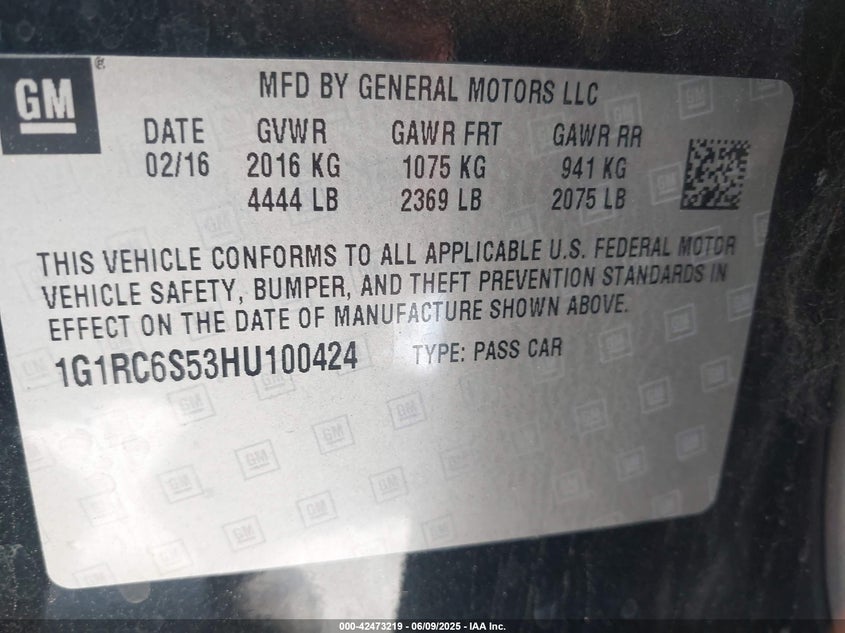 GM®
MFD BY GENERAL MOTORS LLC
DATE GVWR GAWR FRT GAWR RR
02/16 2016 KG 1075 KG 941 KG
4444 LB 2369 LB 2075 LB
THIS VEHICLE CONFORMS TO ALL APPLICABLE U.S. FEDERAL MOTOR
VEHICLE SAFETY, BUMPER, AND THEFT PREVENTION STANDARDS IN
EFFECT ON THE DATE OF MANUFACTURE SHOWN ABOVE.
1G1RC6S53HU100424 TYPE: PASS CAR
000-42473219 - 06/09/2025 - IAA Inc.